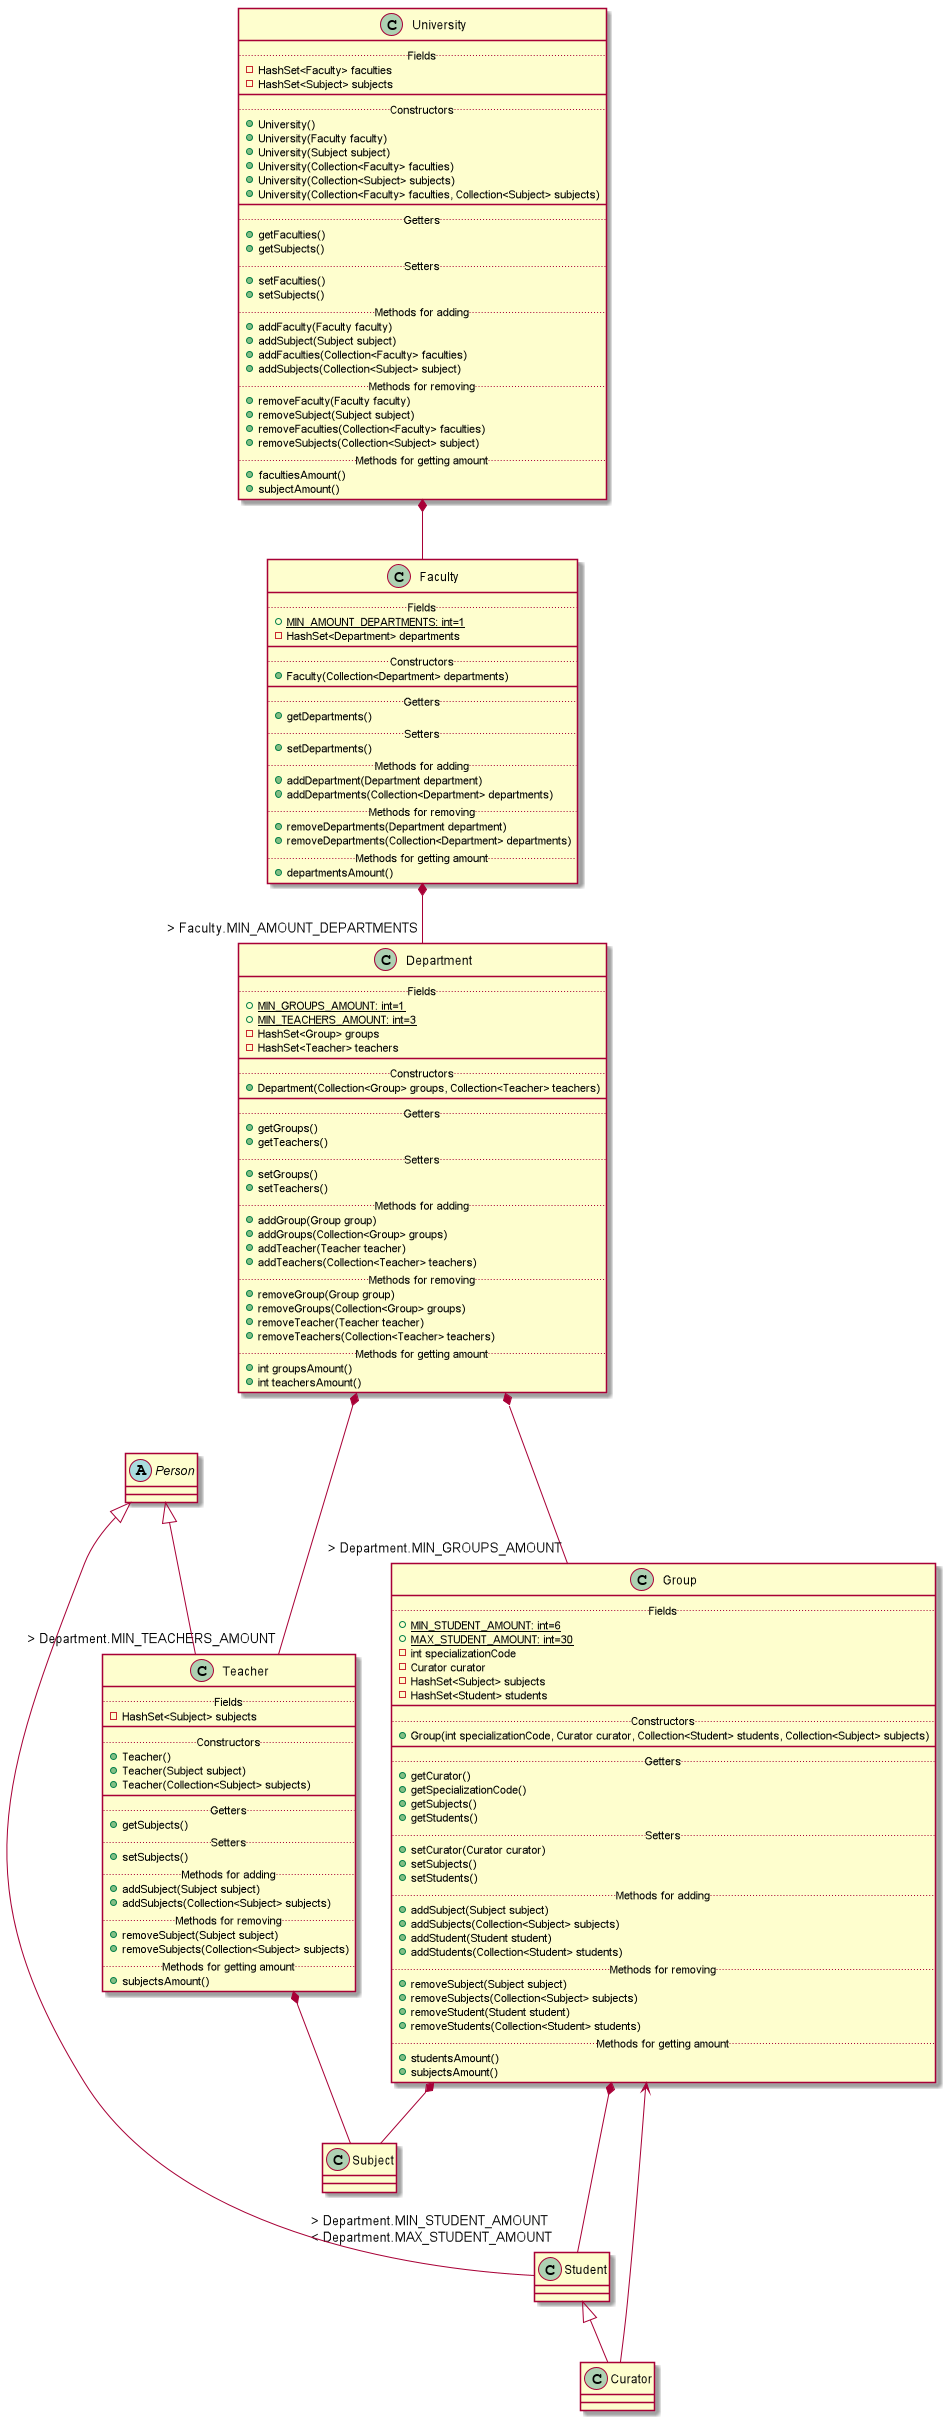 C University
Fields
HashSet<Faculty> faculties
HashSet<Subject> subjects
Constructors
University()
University(Faculty faculty)
University(Subject subject)
University(Collection<Faculty> faculties)
University(Collection<Subject> subjects)
University(Collection<Faculty> faculties, Collection<Subject> subjects)
Getters
getFaculties()
getSubjects()
Setters
setFaculties()
setSubjects()
Methods for adding
addFaculty(Faculty faculty)
addSubject(Subject subject)
addFaculties(Collection<Faculty> faculties)
addSubjects(Collection<Subject> subject)
Methods for removing
removeFaculty(Faculty faculty)
removeSubject(Subject subject)
removeFaculties(Collection<Faculty> faculties)
removeSubjects(Collection<Subject> subject)
Methods for getting amount
facultiesAmount()
subjectAmount()
C Faculty
Fields
MIN_AMOUNT_DEPARTMENTS: int=1
HashSet<Department> departments
Constructors
Faculty(Collection<Department> departments)
Getters
getDepartments()
Setters
setDepartments()
Methods for adding
addDepartment(Department department)
addDepartments(Collection<Department> departments)
Methods for removing
removeDepartments(Department department)
removeDepartments(Collection<Department> departments)
Methods for getting amount
departmentsAmount()
> Faculty.MIN_AMOUNT_DEPARTMENTS
C Department
Fields
MIN_GROUPS_AMOUNT: int=1
MIN_TEACHERS_AMOUNT: int=3
HashSet<Group> groups
HashSet<Teacher> teachers
Constructors
Department(Collection<Group> groups, Collection<Teacher> teachers)
Getters
getGroups()
getTeachers()
Setters
setGroups()
setTeachers()
Methods for adding
addGroup(Group group)
addGroups(Collection<Group> groups)
addTeacher(Teacher teacher)
addTeachers(Collection<Teacher> teachers)
Methods for removing
removeGroup(Group group)
removeGroups(Collection<Group> groups)
removeTeacher(Teacher teacher)
removeTeachers(Collection<Teacher> teachers)
Methods for getting amount
int groupsAmount()
int teachersAmount()
A Person
> Department.MIN_GROUPS_AMOUNT
> Department.MIN_TEACHERS_AMOUNT
C Teacher
Fields
HashSet<Subject> subjects
Constructors
Teacher()
Teacher(Subject subject)
Teacher(Collection<Subject> subjects)
Getters
getSubjects()
Setters
setSubjects()
Methods for adding
addSubject(Subject subject)
addSubjects(Collection<Subject> subjects)
Methods for removing
removeSubject(Subject subject)
removeSubjects(Collection<Subject> subjects)
Methods for getting amount
subjectsAmount()
C Group
Fields
MIN_STUDENT_AMOUNT: int=6
MAX_STUDENT_AMOUNT: int=30
int specializationCode
Curator curator
HashSet<Subject> subjects
HashSet<Student> students
Constructors
Group(int specializationCode, Curator curator, Collection<Student> students, Collection<Subject> subjects)
Getters
getCurator()
getSpecializationCode()
getSubjects()
getStudents()
Setters
setCurator(Curator curator)
setSubjects()
setStudents()
Methods for adding
addSubject(Subject subject)
addSubjects(Collection<Subject> subjects)
addStudent(Student student)
addStudents(Collection<Student> students)
Methods for removing
removeSubject(Subject subject)
removeSubjects(Collection<Subject> subjects)
removeStudent(Student student)
removeStudents(Collection<Student> students)
Methods for getting amount
studentsAmount()
subjectsAmount()
C Subject
> Department.MIN_STUDENT_AMOUNT
< Department.MAX_STUDENT_AMOUNT
C Student
C Curator